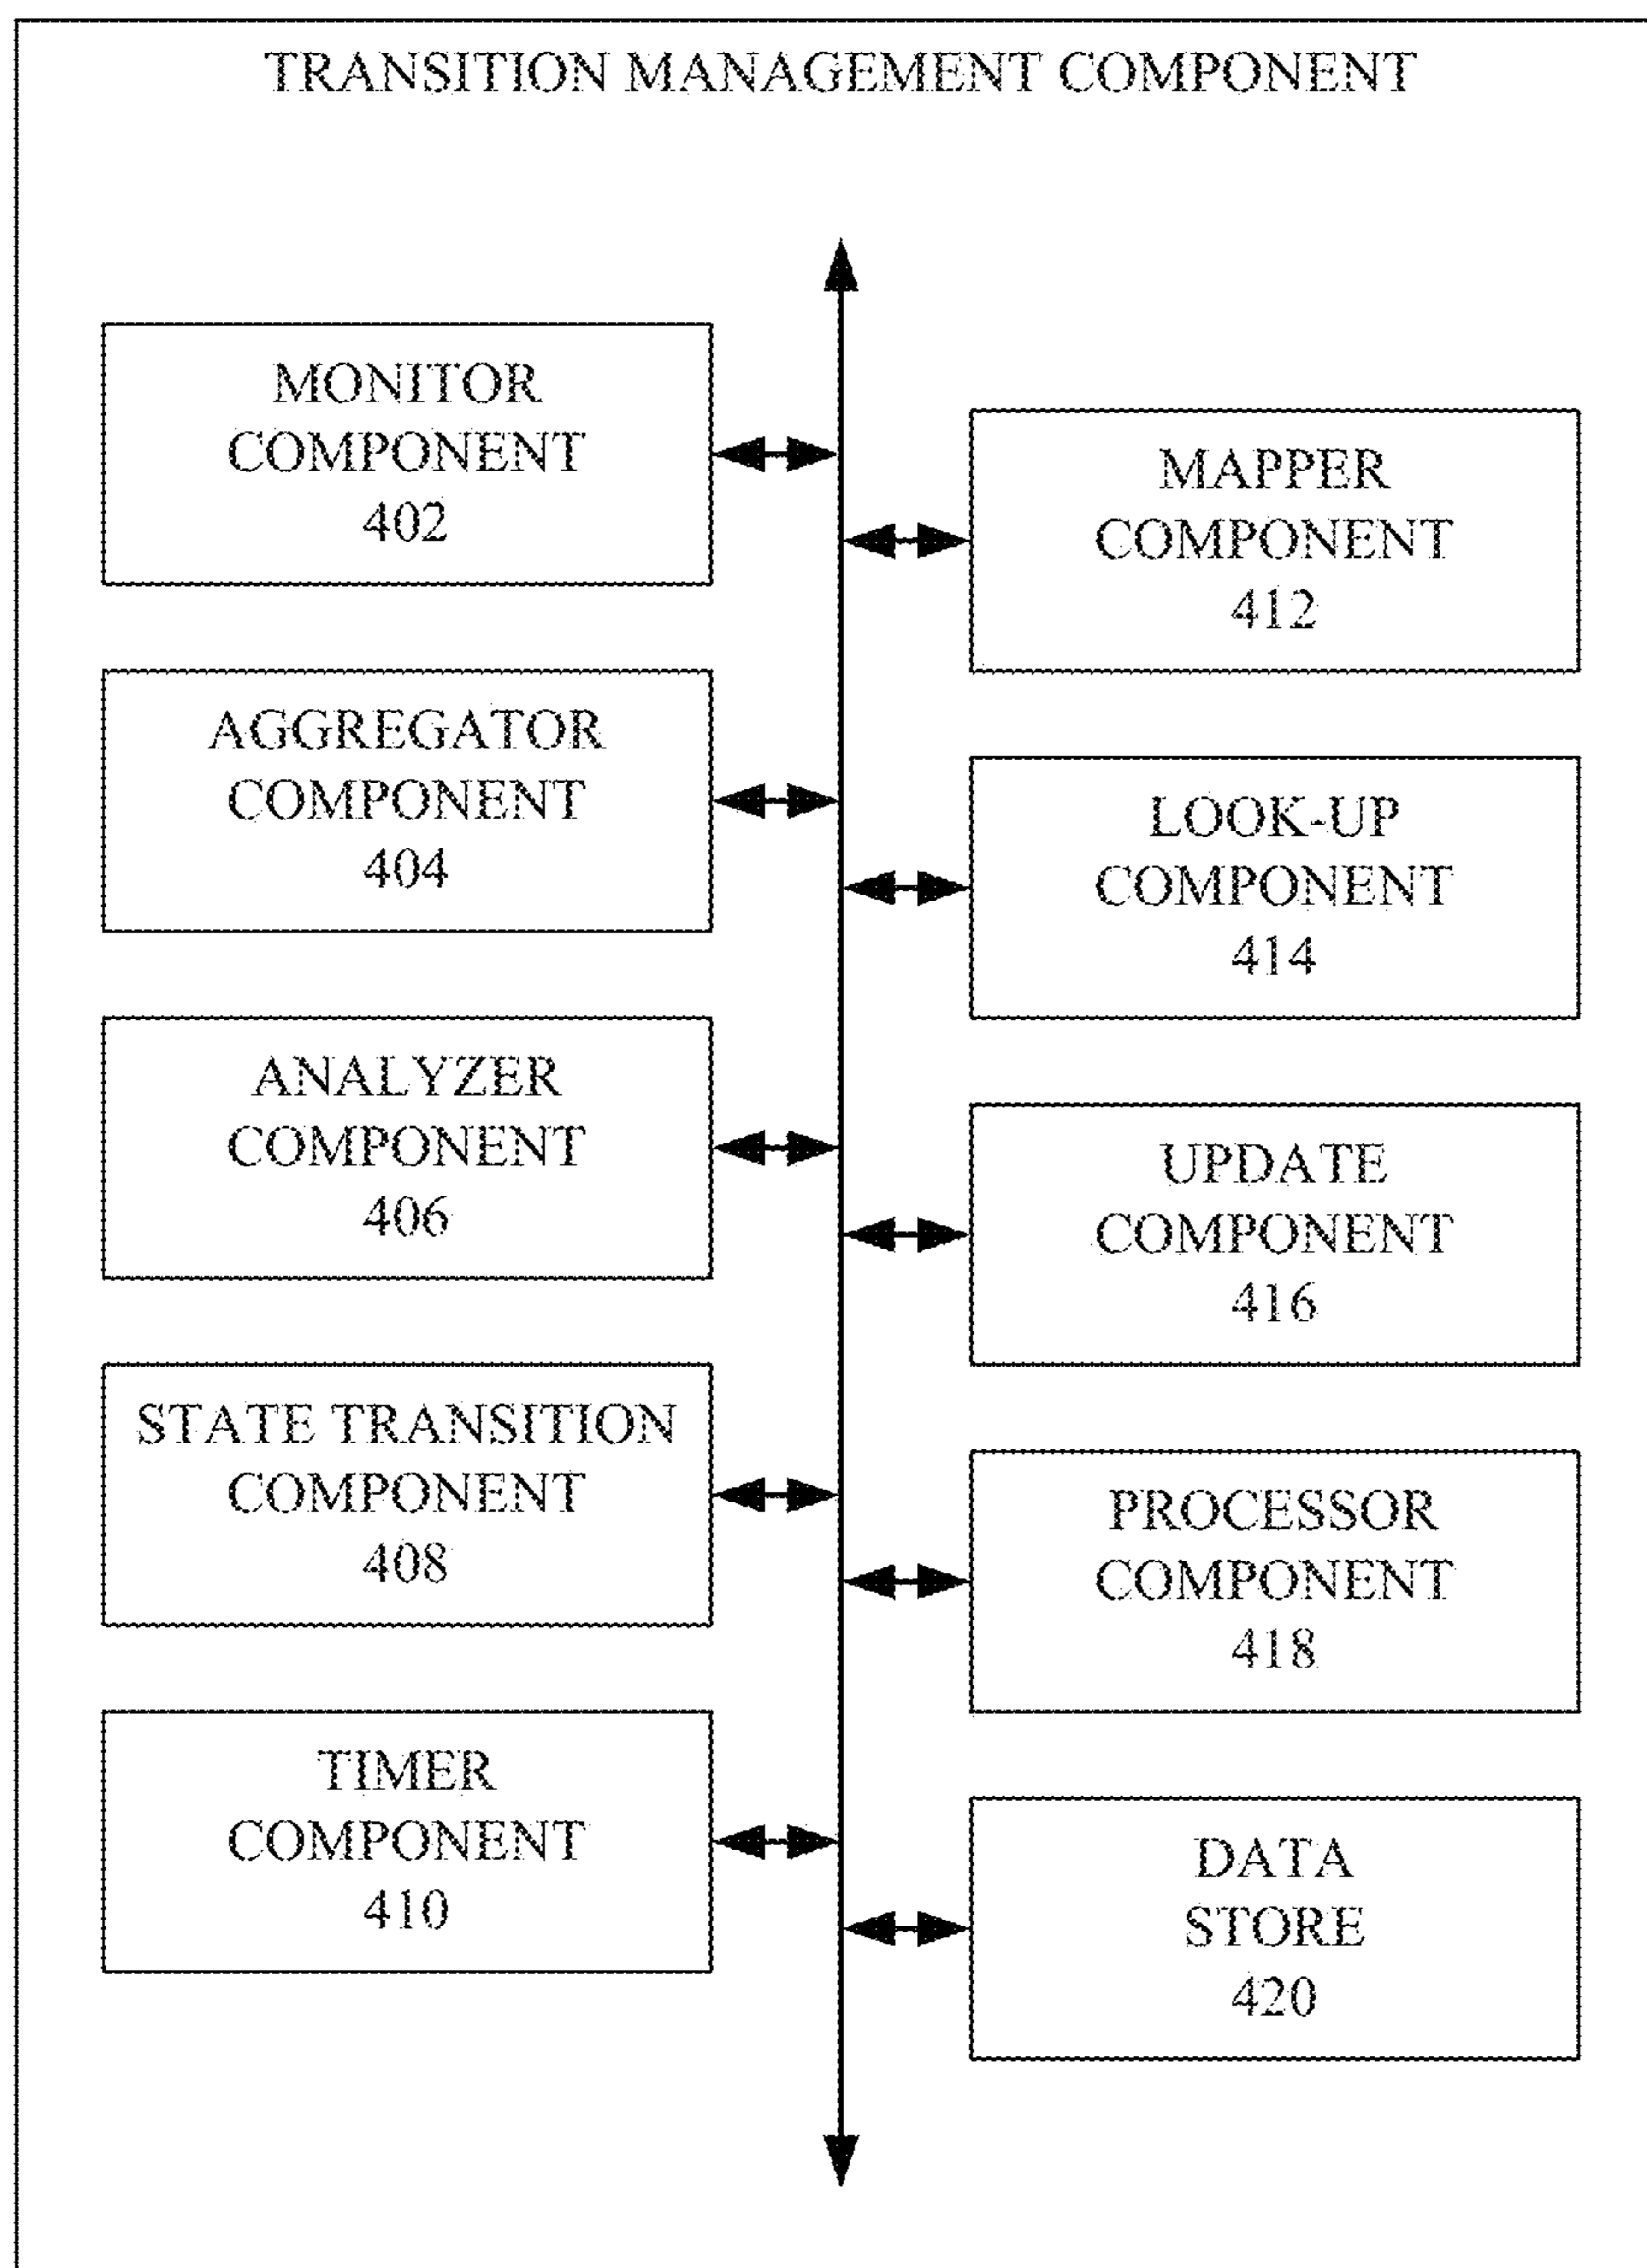 TRANSITION MANAGEMENT COMPONENT
MONITOR
COMPONENT
402
AGGREGATOR
COMPONENT
404
ANALYZER
COMPONENT
406
STATE TRANSITION
COMPONENT
408
TIMER
COMPONENT
410
MAPPER
COMPONENT
412
LOOK-UP
COMPONENT
414
UPDATE
COMPONENT
416
PROCESSOR
COMPONENT
418
DATA
STORE
420